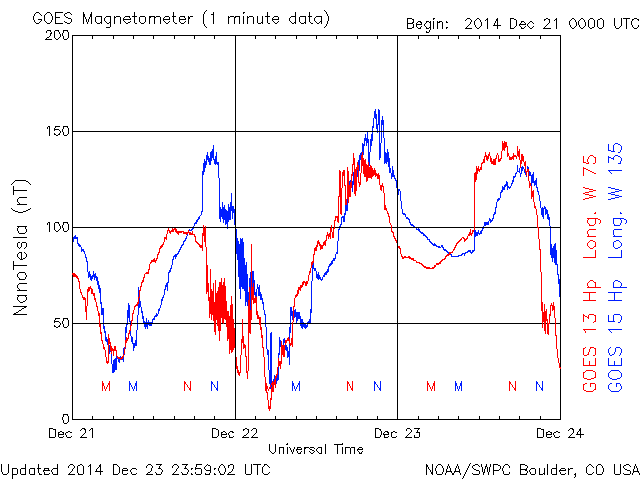 GOES Magnetometer (1 minute data)
Begin: 2014 Dec 21 0000 UTC
200
150
100
50
0
NanoTesla (nT)
M M N N M N N M M N N
Dec 21 Dec 22 Dec 23 Dec 24
Universal Time
GOES 13 Hp Long. W 75
GOES 15 Hp Long. W 135
Updated 2014 Dec 23 23:59:02 UTC
NOAA/SWPC Boulder, CO USA